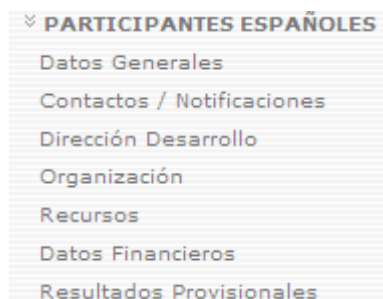 PARTICIPANTES ESPAÑOLES
Datos Generales
Contactos / Notificaciones
Dirección Desarrollo
Organización
Recursos
Datos Financieros
Resultados Provisionales